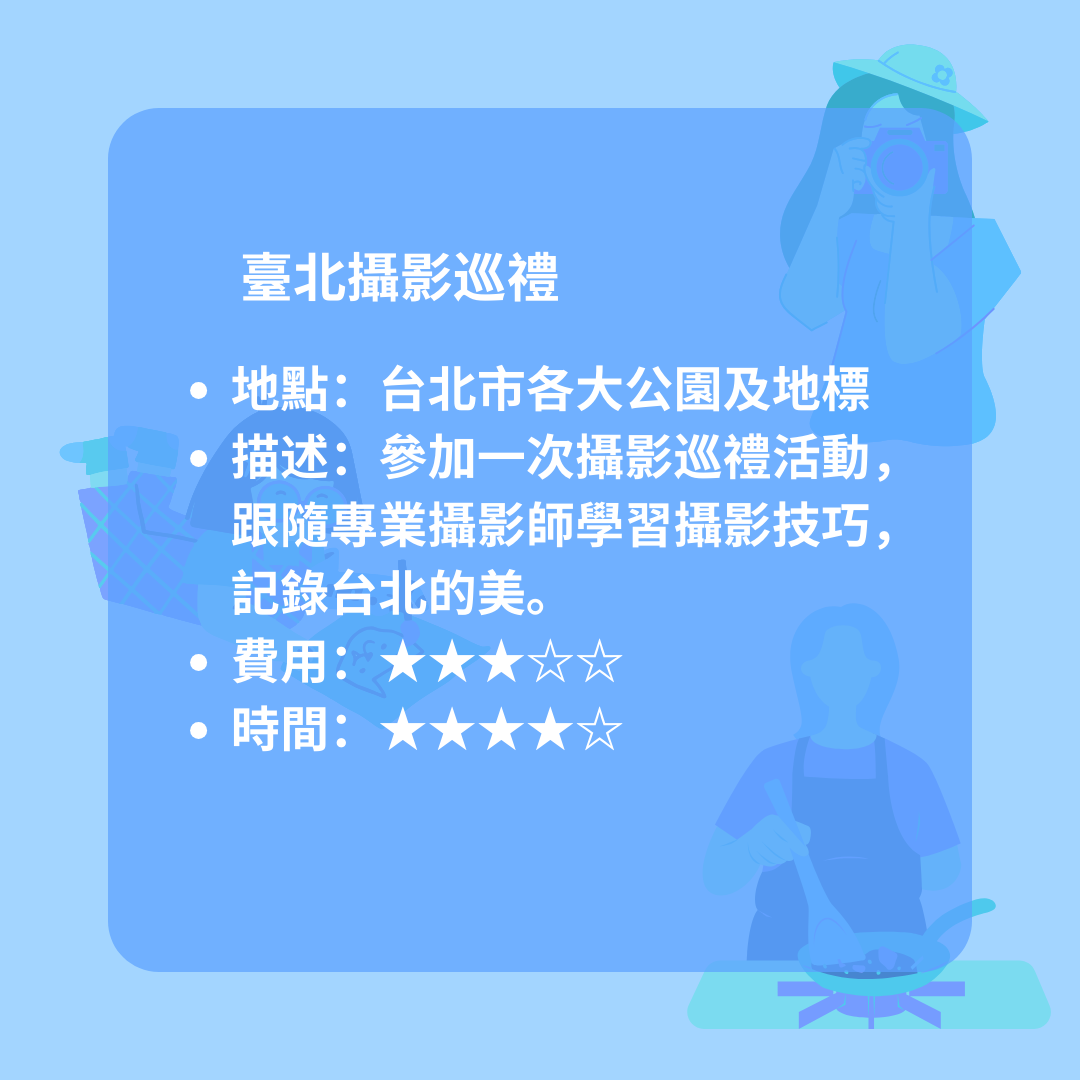 臺北攝影巡禮
• 地點：台北市各大公園及地標
• 描述：參加一次攝影巡禮活動，
跟隨專業攝影師學習攝影技巧，
記錄台北的美。
• 費用：★★★☆☆
• 時間：★★★★☆